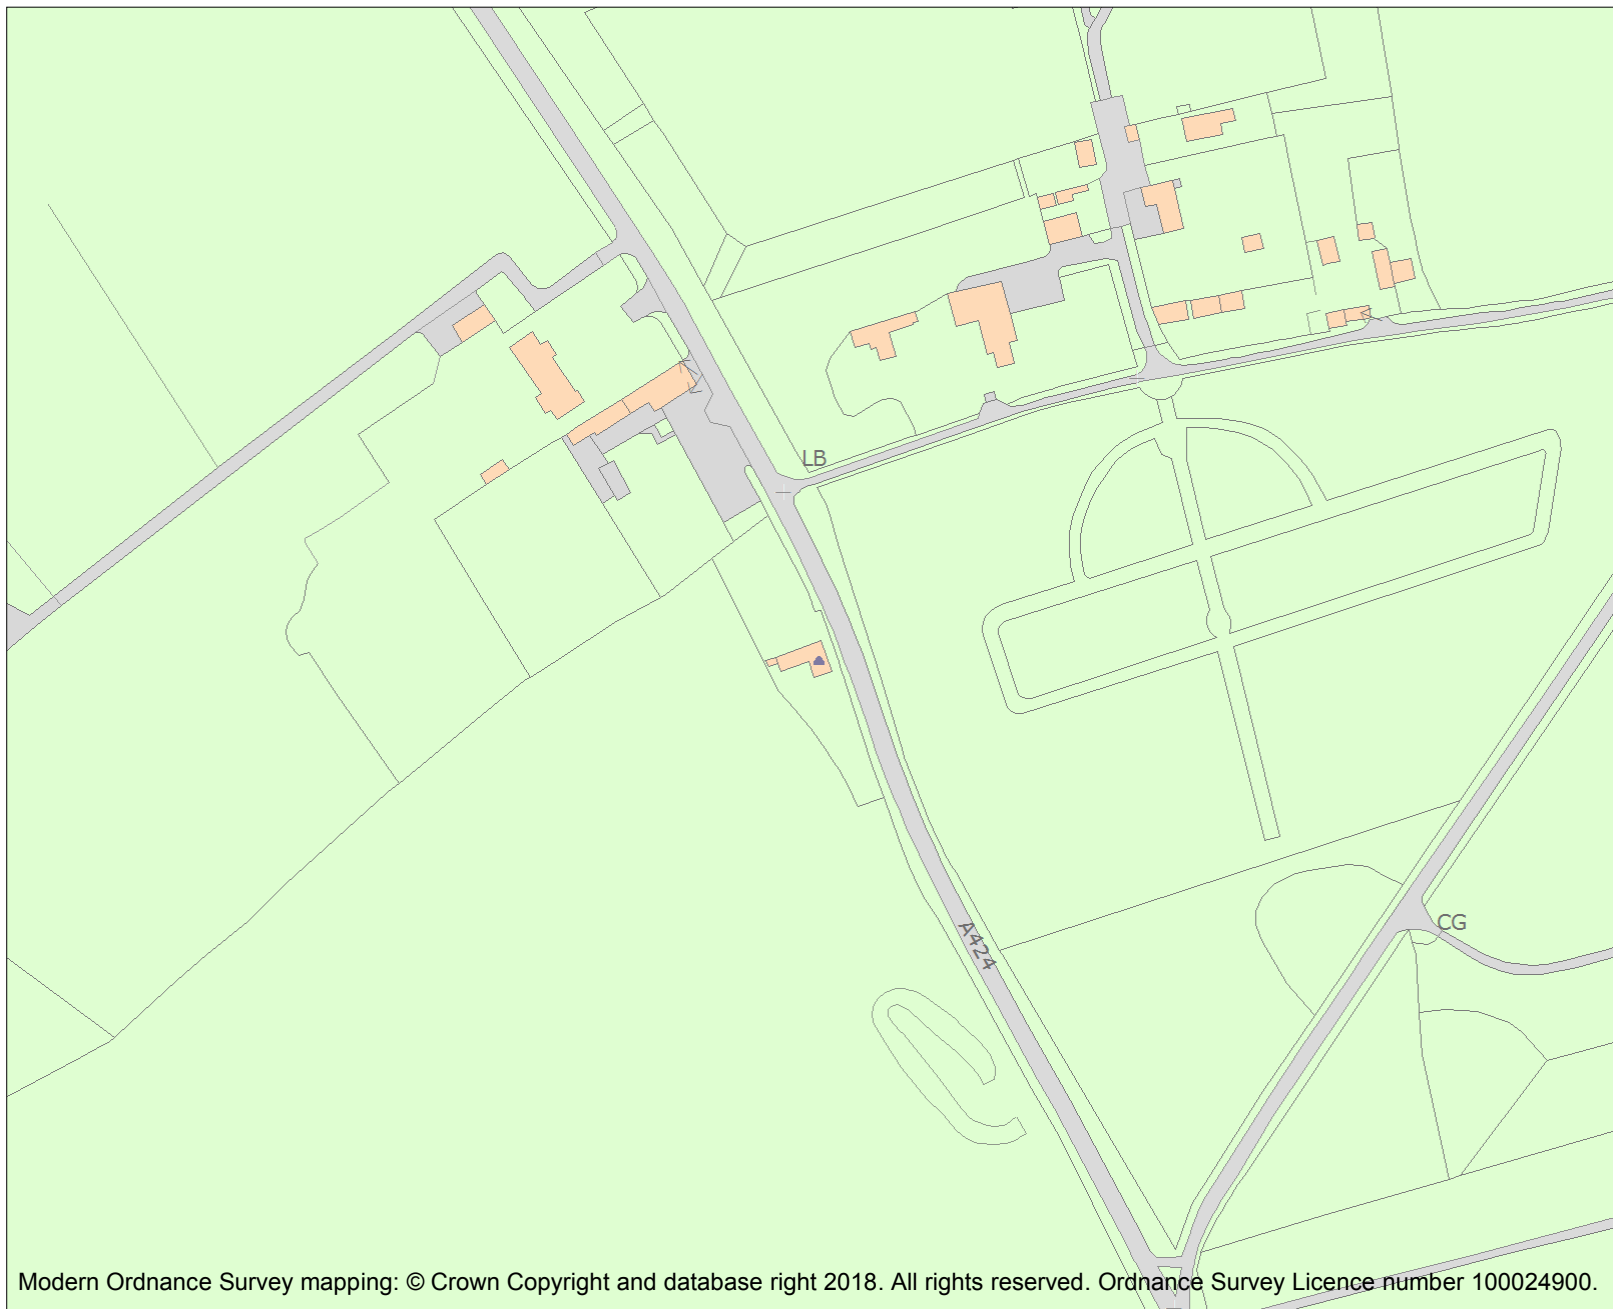 LB
CG
A424
Modern Ordnance Survey mapping: © Crown Copyright and database right 2018. All rights reserved. Ordnance Survey Licence number 100024900.